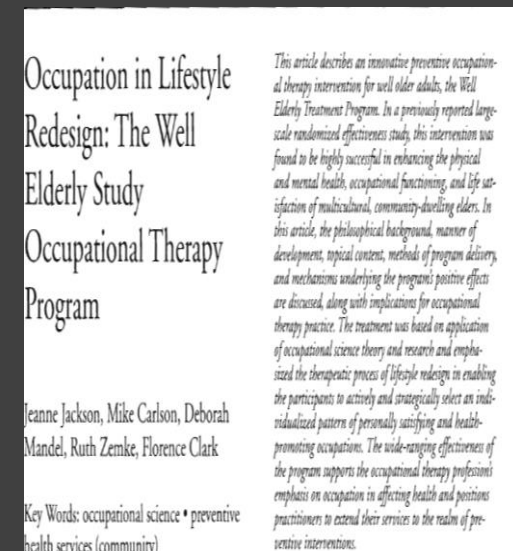 Occupation in Lifestyle
Redesign: The Well
Elderly Study
Occupational Therapy
Program
Jeanne Jackson, Mike Carlson, Deborah
Mandel, Ruth Zemke, Florence Clark
Key Words: occupational science • preventive
health services (community)
This article describes an innovative preventive occupation-
al therapy intervention for well older adults, the Well
Elderly Treatment Program. In a previously reported large-
scale randomized effectiveness study, this intervention was
found to be highly successful in enhancing the physical
and mental health, occupational functioning, and life sat-
isfaction of multicultural, community-dwelling elders. In
this article, the philosophical background, manner of
development, topical content, methods of program delivery,
and mechanisms underlying the program's positive effects
are discussed, along with implications for occupational
therapy practice. The treatment was based on application
of occupational science theory and research and empha-
sized the therapeutic process of lifestyle redesign in enabling
the participants to actively and strategically select an indi-
vidualized pattern of personally satisfying and health-
promoting occupations. The wide-ranging effectiveness of
the program supports the occupational therapy profession's
emphasis on occupation in affecting health and positions
practitioners to extend their services to the realm of pre-
ventive interventions.